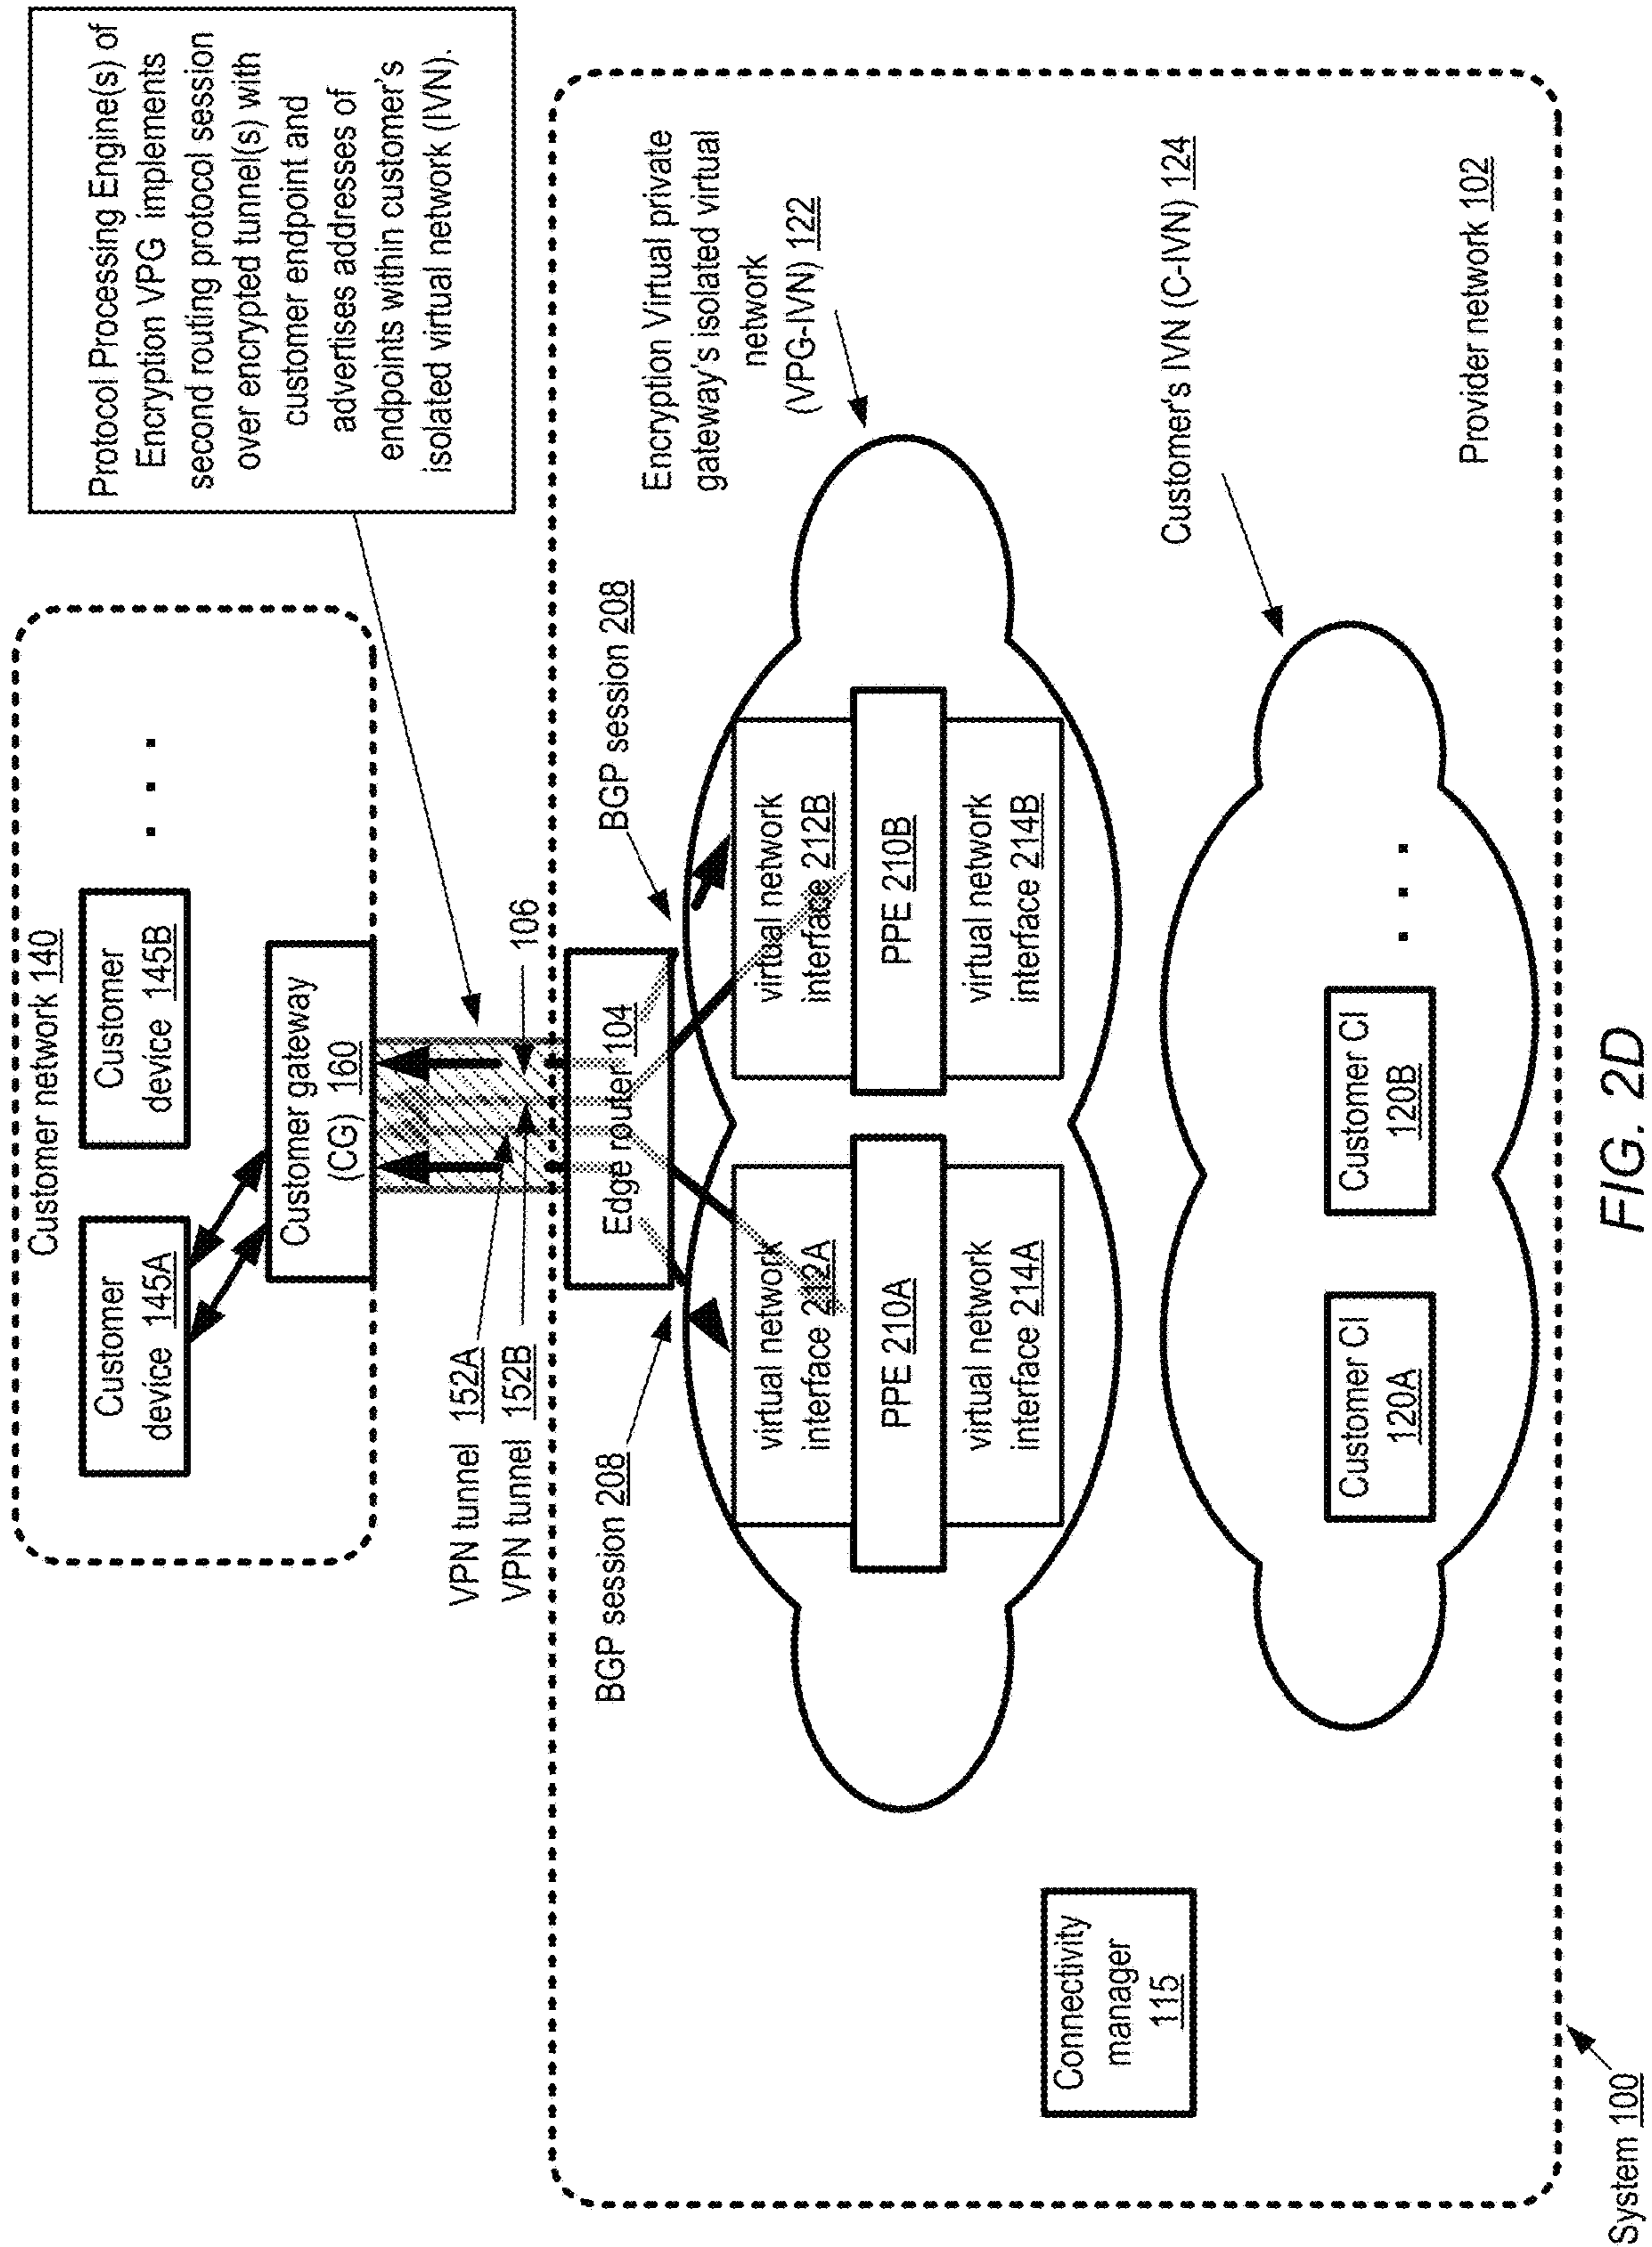 Customer network 140
Customer
device 145A
Customer
device 145B
. . .
Customer gateway
(CG) 160
Protocol Processing Engine(s) of
Encryption VPG implements
second routing protocol session
over encrypted tunnel(s) with
customer endpoint and
advertises addresses of
endpoints within customer's
isolated virtual network (IVN).
VPN tunnel 152A
VPN tunnel 152B
106
Edge router 104
BGP session 208
BGP session 208
Encryption Virtual private
gateway's isolated virtual
network
(VPG-IVN) 122
virtual network
interface 212A
PPE 210A
virtual network
interface 214A
virtual network
interface 212B
PPE 210B
virtual network
interface 214B
Connectivity
manager
115
Customer's IVN (C-IVN) 124
Customer CI
120A
Customer CI
120B
. . .
Provider network 102
System 100
FIG. 2D